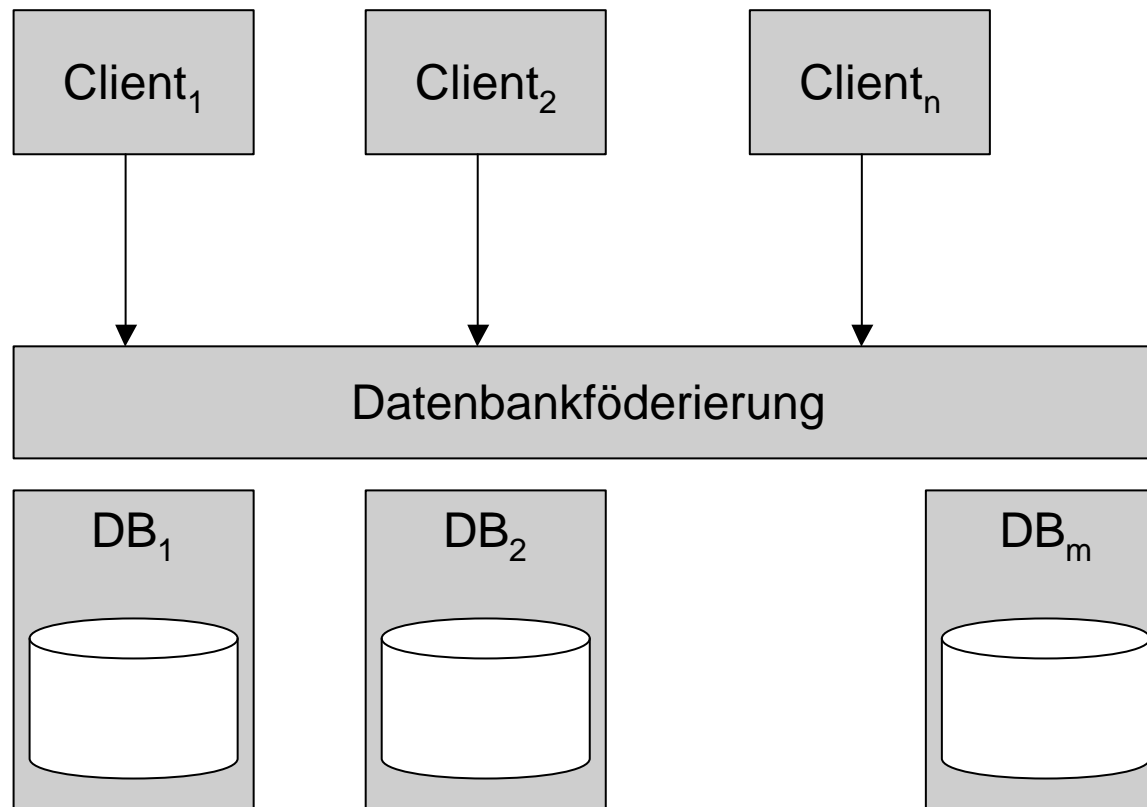 Client₁ Client₂ Clientₙ
Datenbankföderierung
DB₁ DB₂ DBₘ